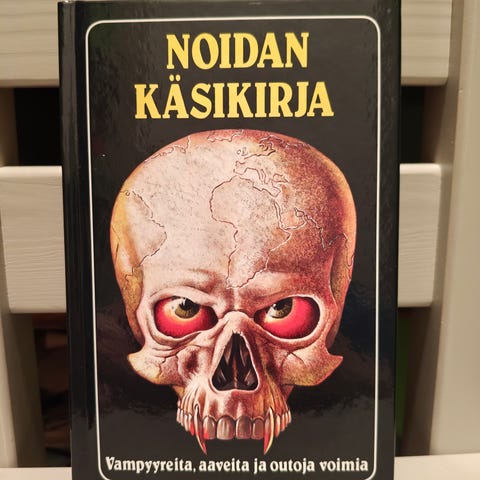 NOIDAN
KÄSIKIRJA
Vampyyreita, aaveita ja outoja voimia